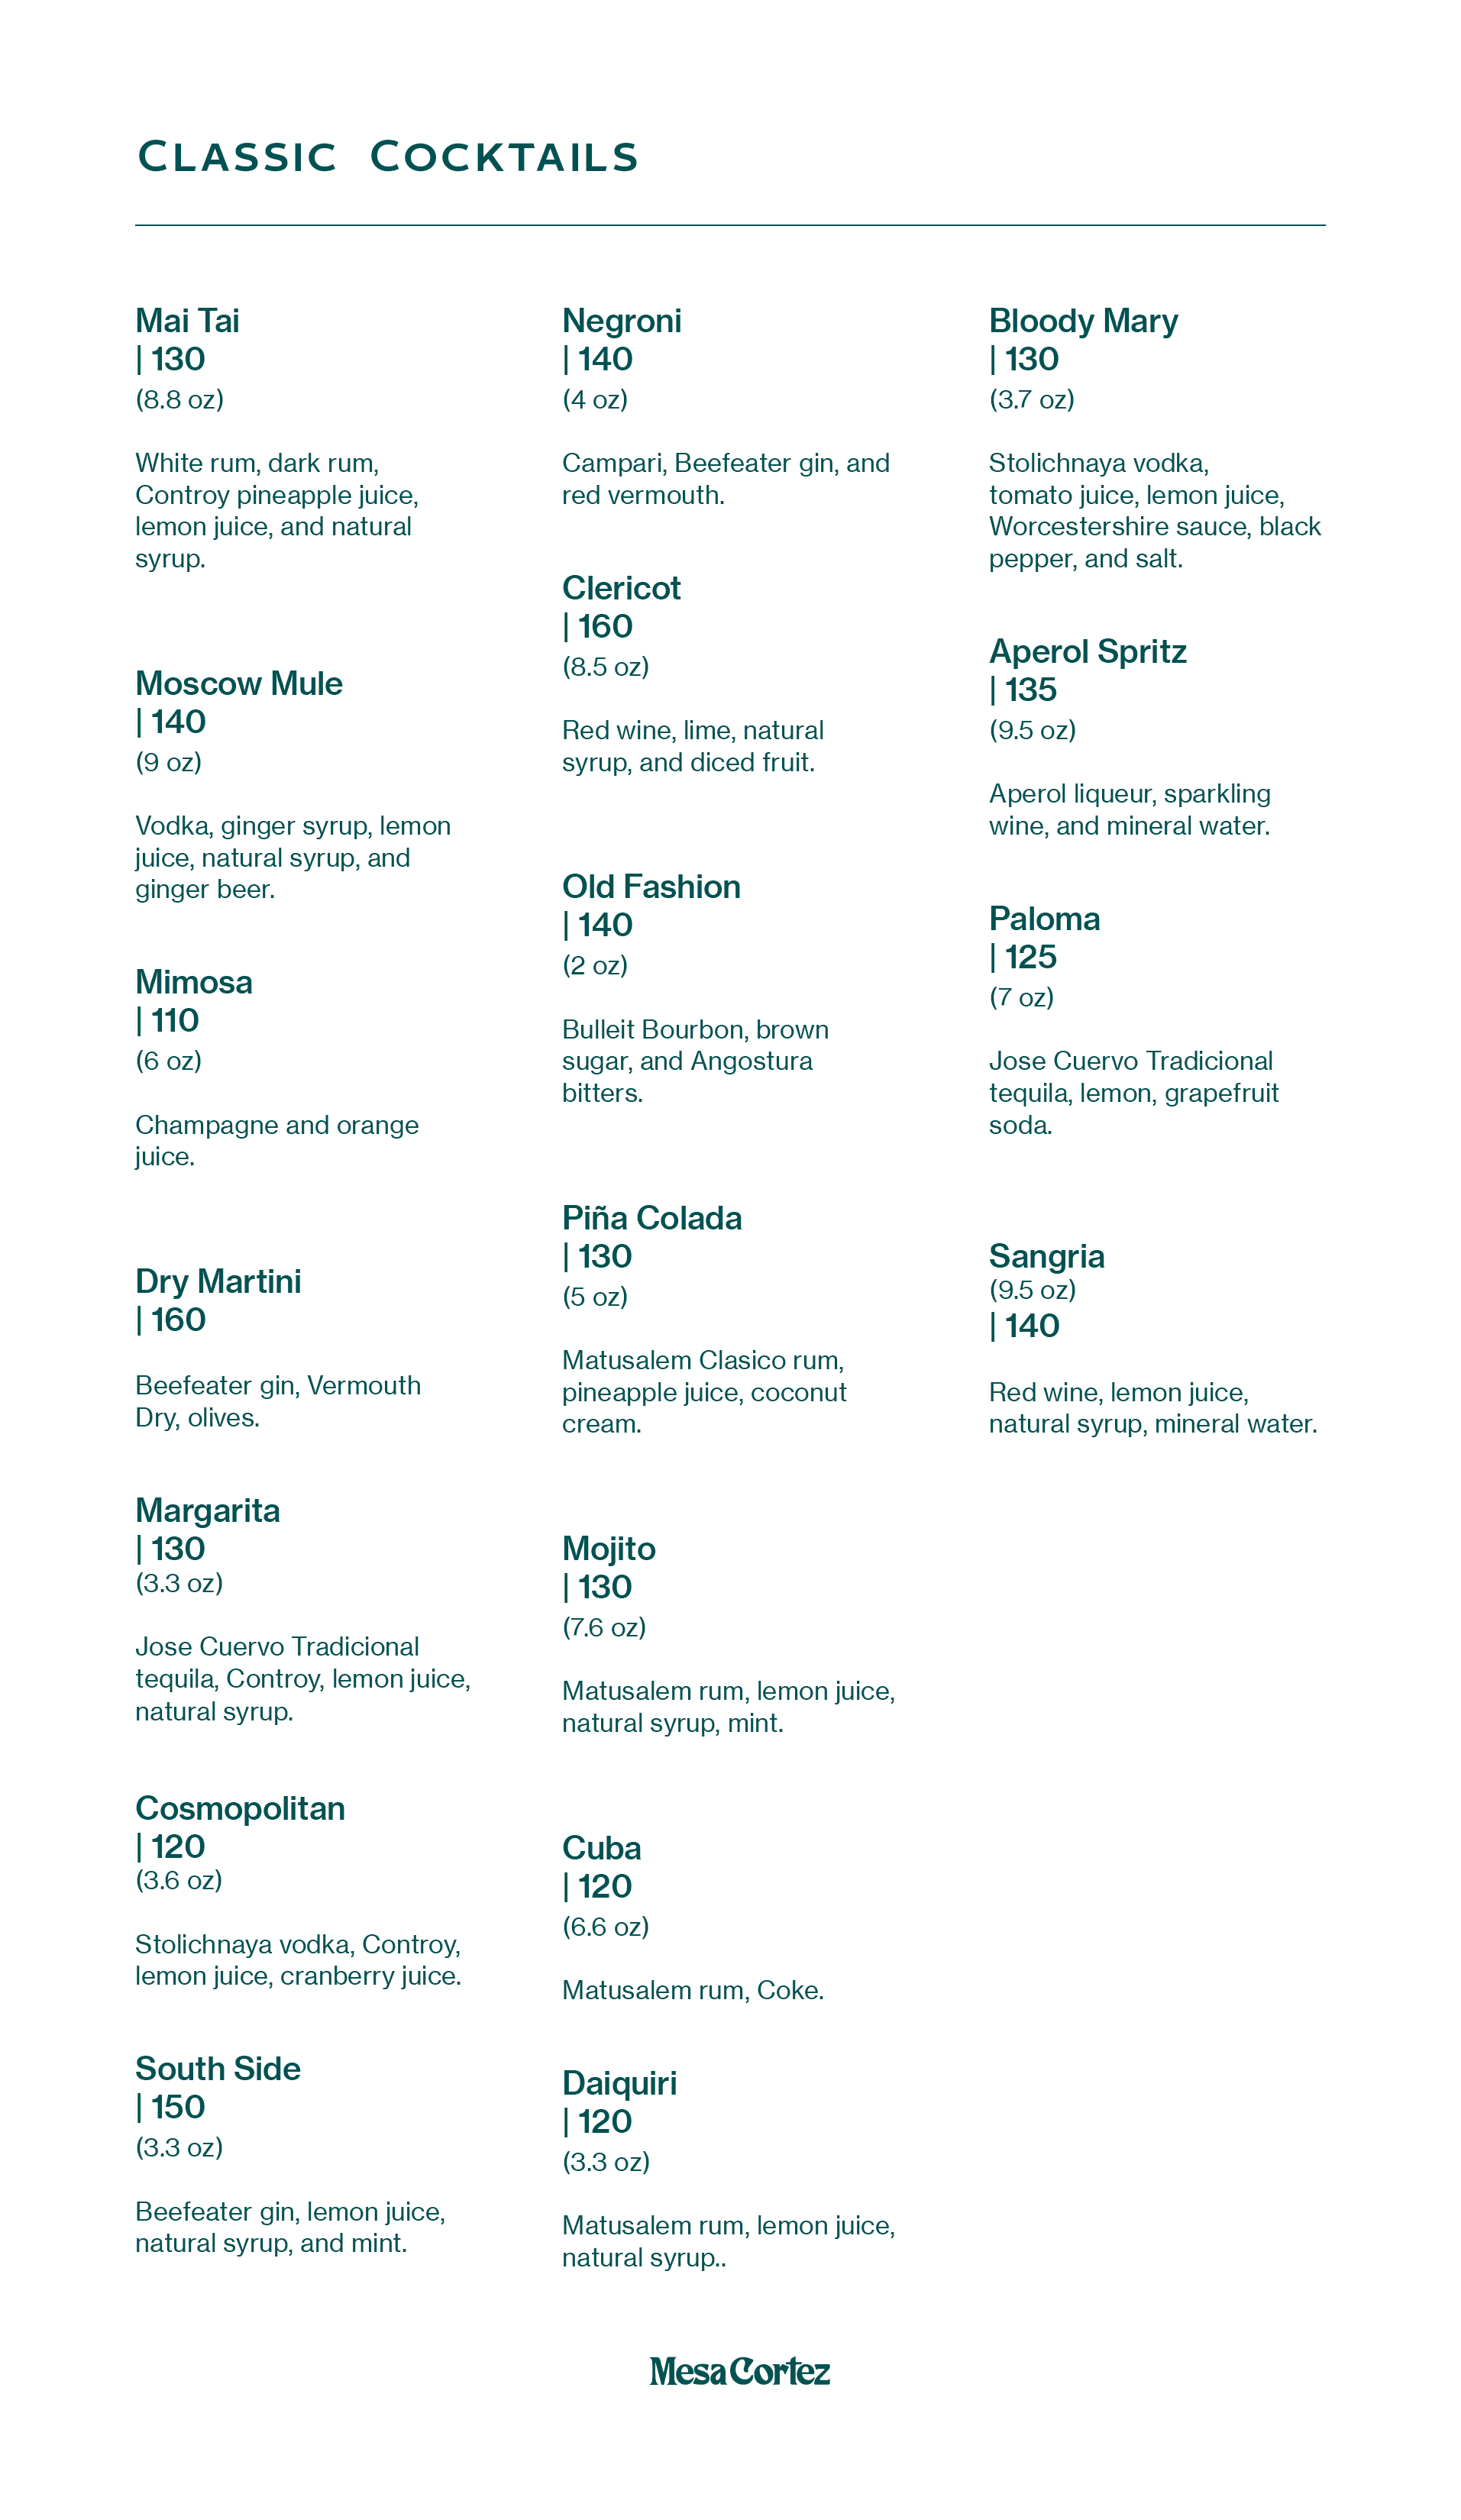 Classic Cocktails
Mai Tai
| 130
(8.8 oz)
White rum, dark rum,
Controy pineapple juice,
lemon juice, and natural
syrup.
Moscow Mule
| 140
(9 oz)
Vodka, ginger syrup, lemon
juice, natural syrup, and
ginger beer.
Mimosa
| 110
(6 oz)
Champagne and orange
juice.
Dry Martini
| 160
Beefeater gin, Vermouth
Dry, olives.
Margarita
| 130
(3.3 oz)
Jose Cuervo Tradicional
tequila, Controy, lemon juice,
natural syrup.
Cosmopolitan
| 120
(3.6 oz)
Stolichnaya vodka, Controy,
lemon juice, cranberry juice.
South Side
| 150
(3.3 oz)
Beefeater gin, lemon juice,
natural syrup, and mint.
Negroni
| 140
(4 oz)
Campari, Beefeater gin, and
red vermouth.
Clericot
| 160
(8.5 oz)
Red wine, lime, natural
syrup, and diced fruit.
Old Fashion
| 140
(2 oz)
Bulleit Bourbon, brown
sugar, and Angostura
bitters.
Piña Colada
| 130
(5 oz)
Matusalem Clasico rum,
pineapple juice, coconut
cream.
Mojito
| 130
(7.6 oz)
Matusalem rum, lemon juice,
natural syrup, mint.
Cuba
| 120
(6.6 oz)
Matusalem rum, Coke.
Daiquiri
| 120
(3.3 oz)
Matusalem rum, lemon juice,
natural syrup..
Bloody Mary
| 130
(3.7 oz)
Stolichnaya vodka,
tomato juice, lemon juice,
Worcestershire sauce, black
pepper, and salt.
Aperol Spritz
| 135
(9.5 oz)
Aperol liqueur, sparkling
wine, and mineral water.
Paloma
| 125
(7 oz)
Jose Cuervo Tradicional
tequila, lemon, grapefruit
soda.
Sangria
(9.5 oz)
| 140
Red wine, lemon juice,
natural syrup, mineral water.
Mesa Cortez